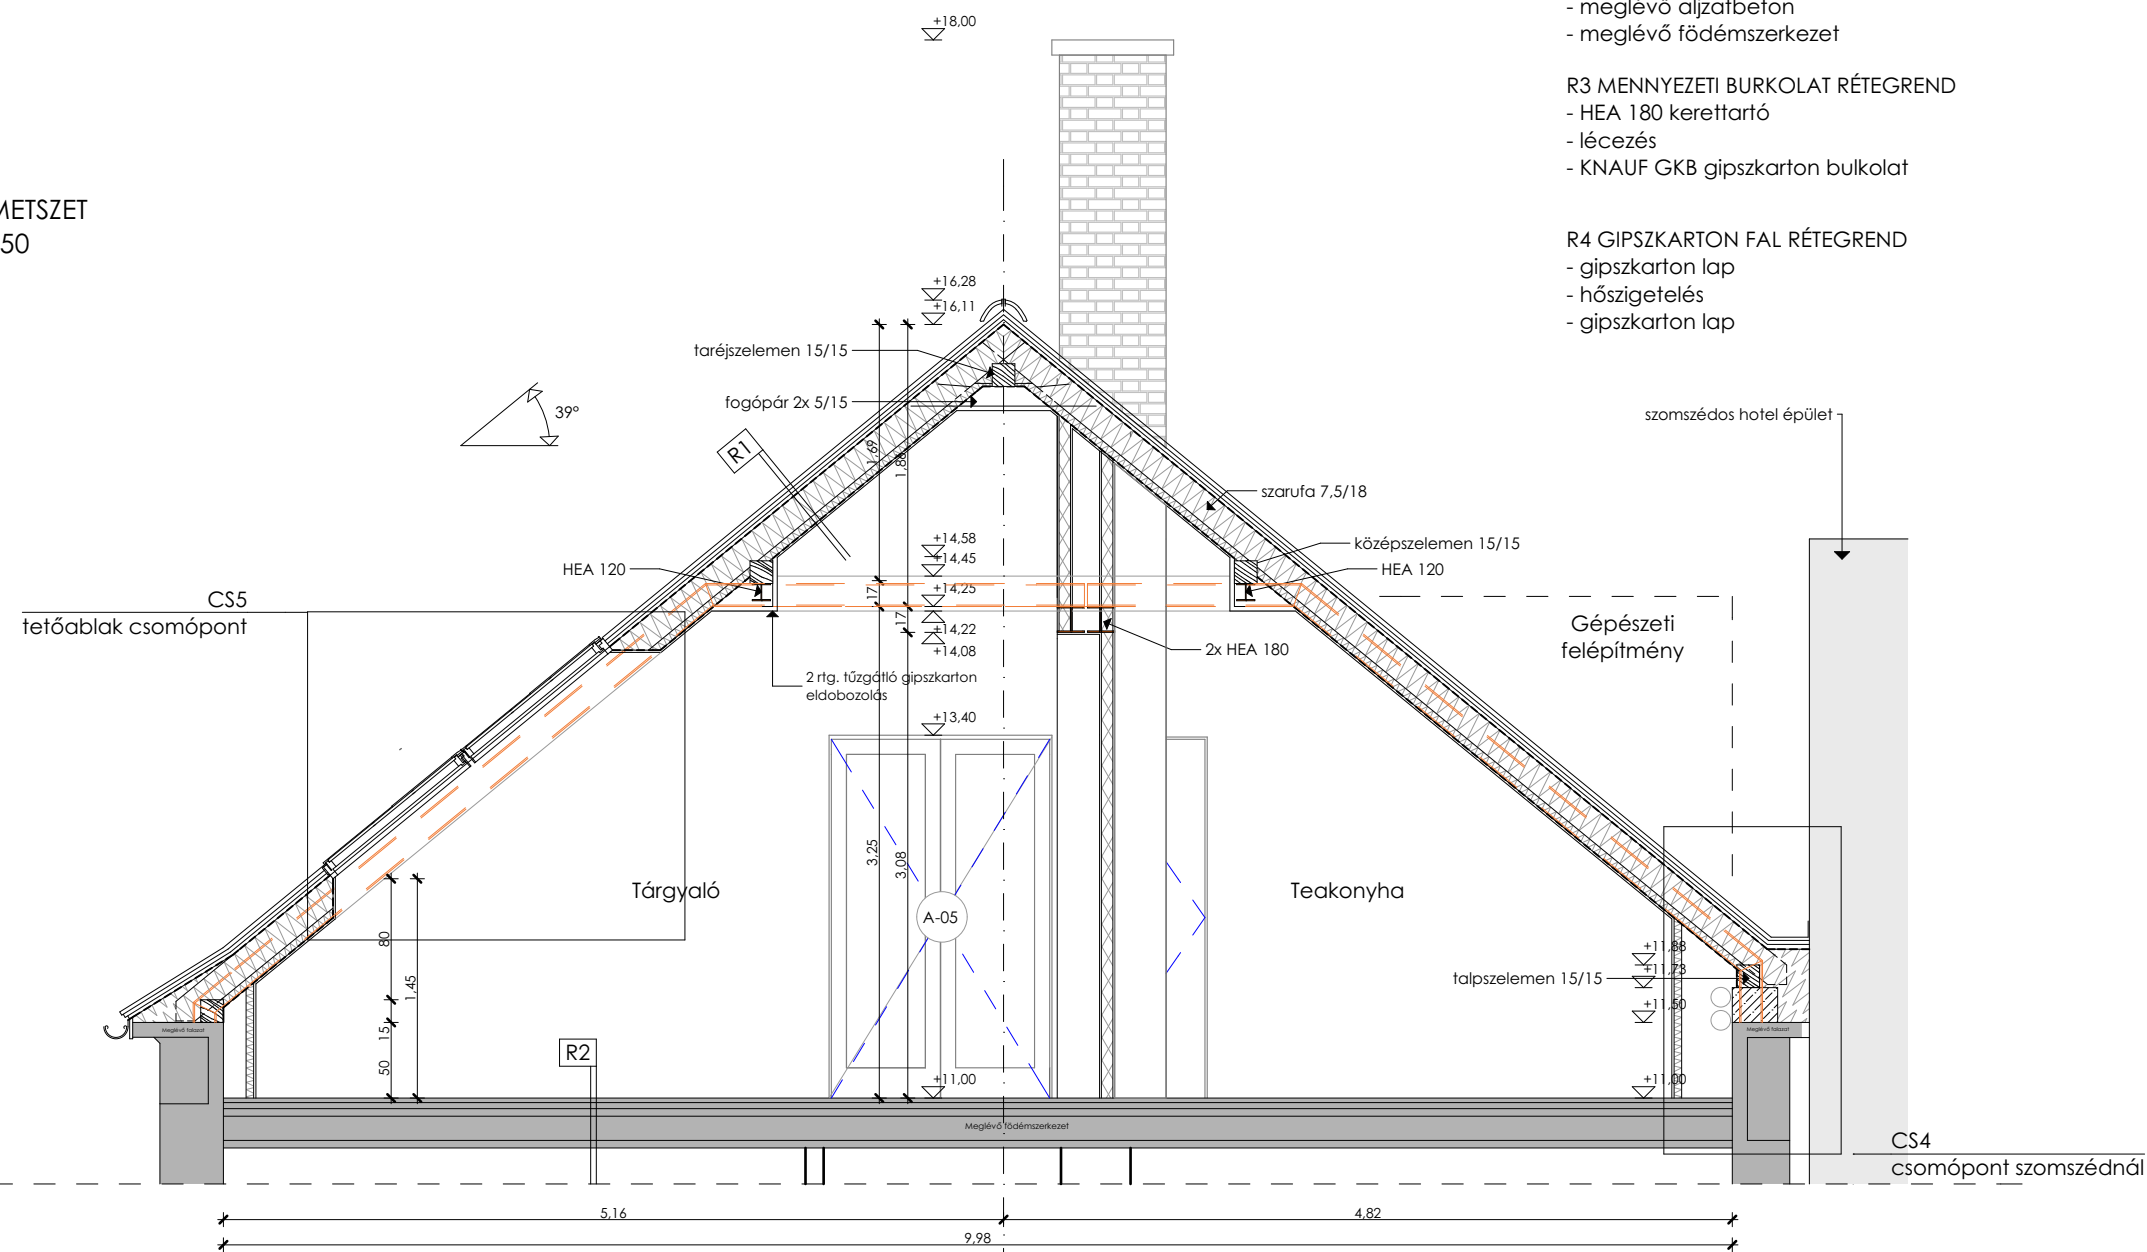 - meglévő aljzatbeton
- meglévő födémszerkezet
R3 MENNYEZETI BURKOLAT RÉTEGREND
- HEA 180 kerettartó
- lécezés
- KNAUF GKB gipszkarton bulkolat
R4 GIPSZKARTON FAL RÉTEGREND
- gipszkarton lap
- hőszigetelés
- gipszkarton lap
METSZET
50
+18,00
+16,28
+16,11
taréjszelemen 15/15
fogópár 2x 5/15
39°
R1
1,69
szomszédos hotel épület
szarufa 7,5/18
+14,58
+14,45
+14,25
+14,22
+14,08
középszelemen 15/15
HEA 120
HEA 120
17
17
CS5
tetőablak csomópont
2x HEA 180
Gépészeti
felépítmény
2 rtg. tűzgátló gipszkarton
eldobozolás
+13,40
3,25
3,08
Tárgyaló
A-05
Teakonyha
80
1,45
15
50
+11,88
+11,73
+11,50
talpszelemen 15/15
Meglévő falazat
Meglévő falazat
R2
+11,00
+11,00
Meglévő födémszerkezet
CS4
csomópont szomszédnál
5,16
4,82
9,98